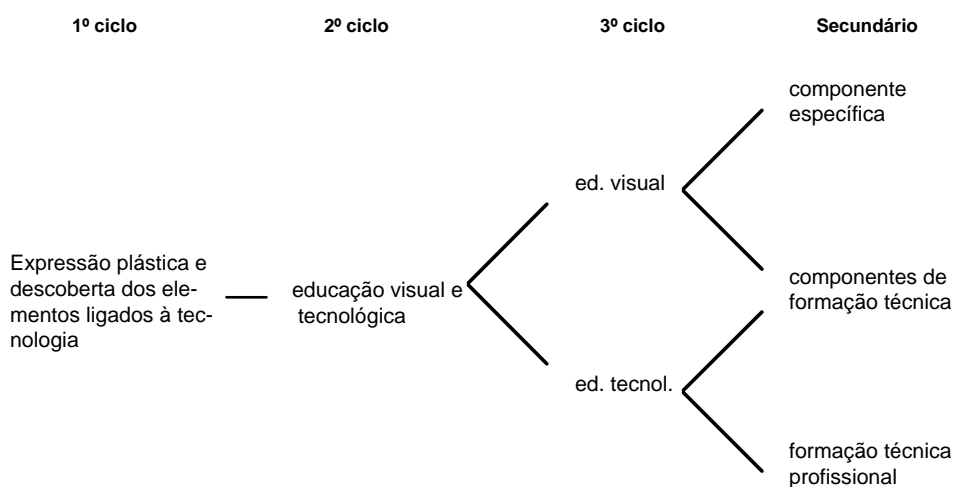 1º ciclo
2º ciclo
3º ciclo
Secundário
Expressão plástica e
descoberta dos ele-
mentos ligados à tec-
nologia
educação visual e
tecnológica
ed. visual
ed. tecnol.
componente
específica
componentes de
formação técnica
formação técnica
profissional